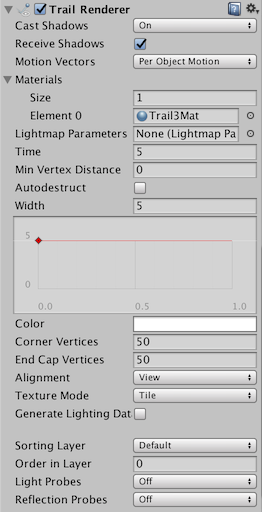 Trail Renderer
Cast Shadows On
Receive Shadows
Motion Vectors Per Object Motion
Materials
Size 1
Element 0 Trail3Mat
Lightmap Parameters None (Lightmap Pa
Time 5
Min Vertex Distance 0
Autodestruct
Width 5
5
0
0.0 0.5 1.0
Color
Corner Vertices 50
End Cap Vertices 50
Alignment View
Texture Mode Tile
Generate Lighting Dat
Sorting Layer Default
Order in Layer 0
Light Probes Off
Reflection Probes Off